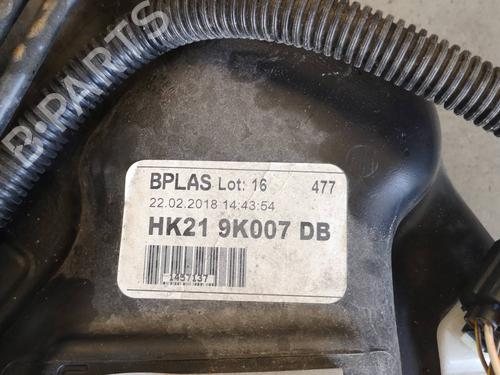 B-PARTS
BPLAS Lot: 16 477
22.02.2018 14:43:54
HK21 9K007 DB
1457137